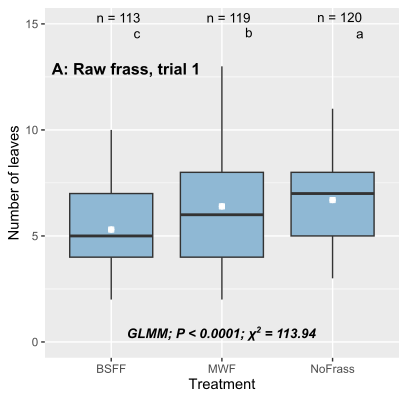 n = 113 n = 119 n = 120
c b a
A: Raw frass, trial 1
15
10
5
0
Number of leaves
GLMM; P < 0.0001; χ² = 113.94
BSFF MWF NoFrass
Treatment